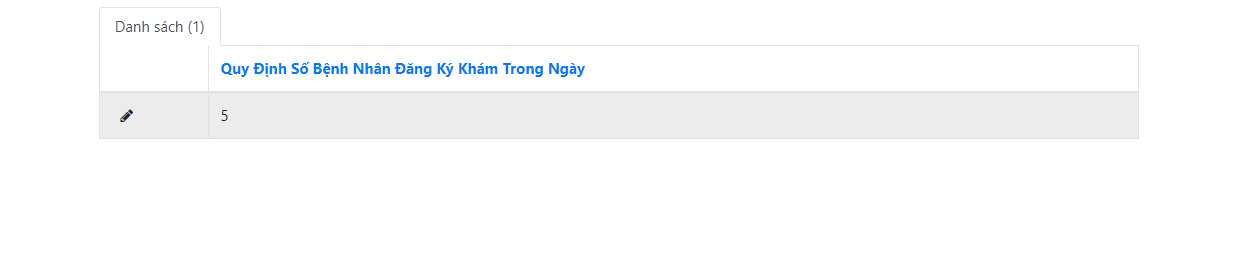 Danh sách (1)
Quy Định Số Bệnh Nhân Đăng Ký Khám Trong Ngày
5